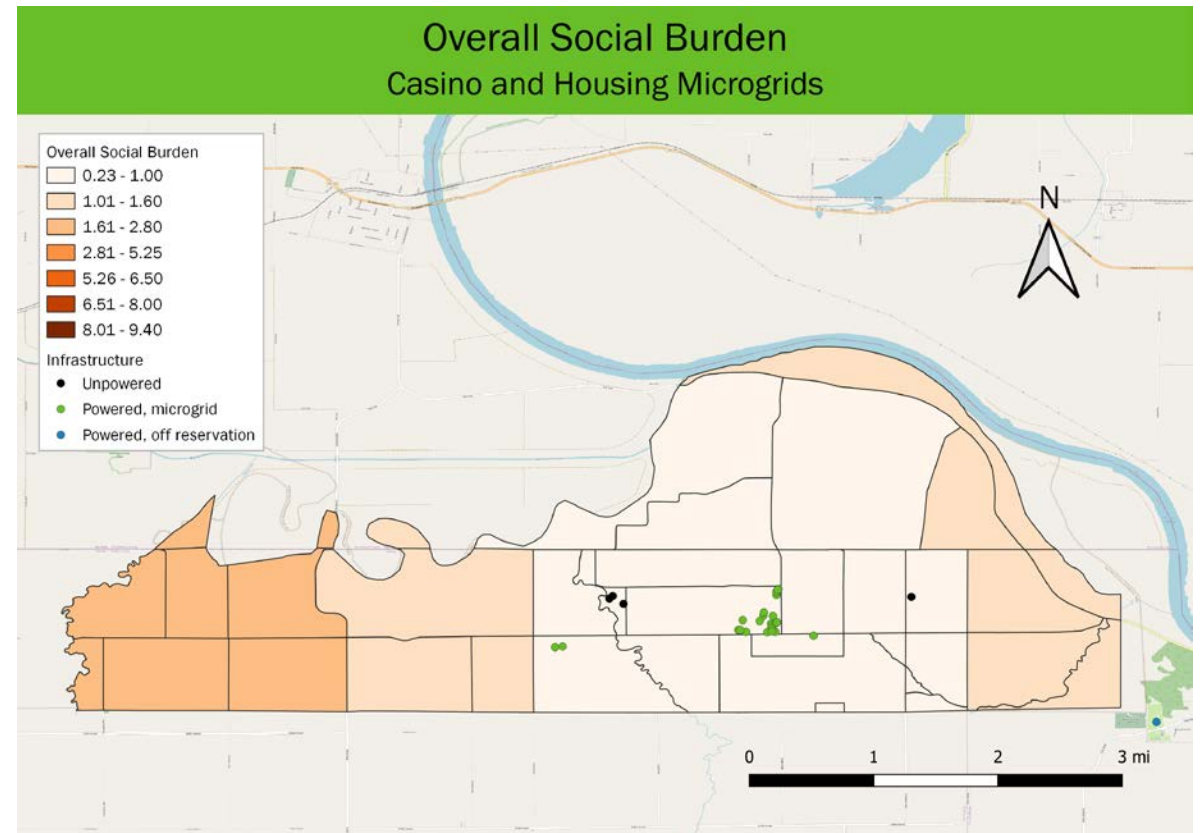 Overall Social Burden
Casino and Housing Microgrids
Overall Social Burden
0.23 - 1.00
1.01 - 1.60
1.61 - 2.80
2.81 - 5.25
5.26 - 6.50
6.51 - 8.00
8.01 - 9.40
Infrastructure
Unpowered
Powered, microgrid
Powered, off reservation
N
0 1 2 3 mi